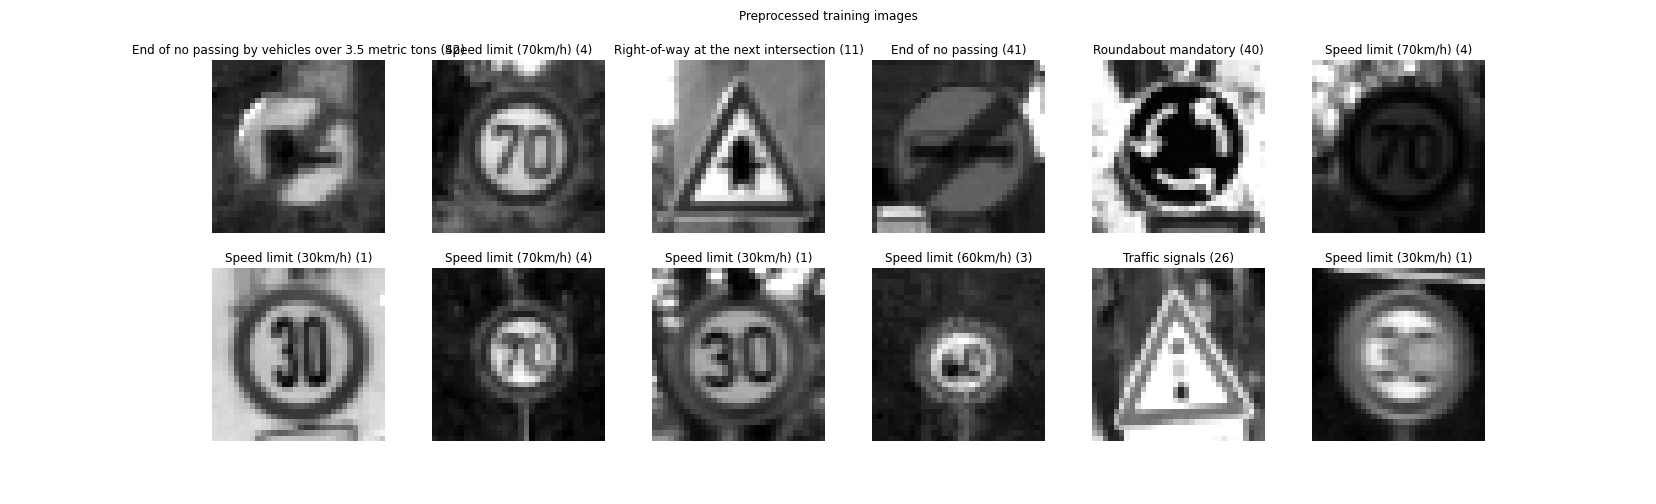 Preprocessed training images
End of no passing by vehicles over 3.5 metric tons (42)
Speed limit (70km/h) (4)
Right-of-way at the next intersection (11)
End of no passing (41)
Roundabout mandatory (40)
Speed limit (70km/h) (4)
70
70
Speed limit (30km/h) (1)
Speed limit (70km/h) (4)
Speed limit (30km/h) (1)
Speed limit (60km/h) (3)
Traffic signals (26)
Speed limit (30km/h) (1)
30
70
30